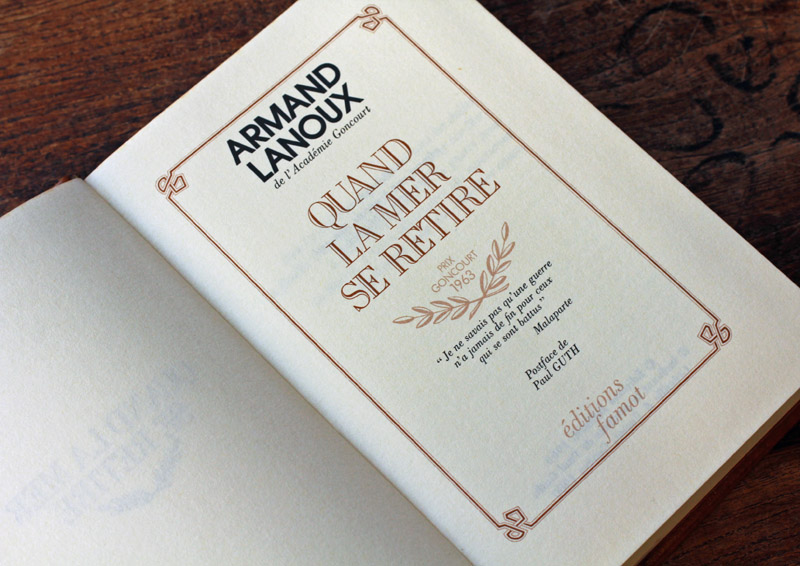 ARMAND
LANOUX
de l'Académie Goncourt
QUAND
LA MER
SE RETIRE
PRIX
GONCOURT
1963
“ Je ne savais pas qu'une guerre
n'a jamais de fin pour ceux
qui se sont battus ”
Malaparte
Postface de
Paul GUTH
éditions
famot